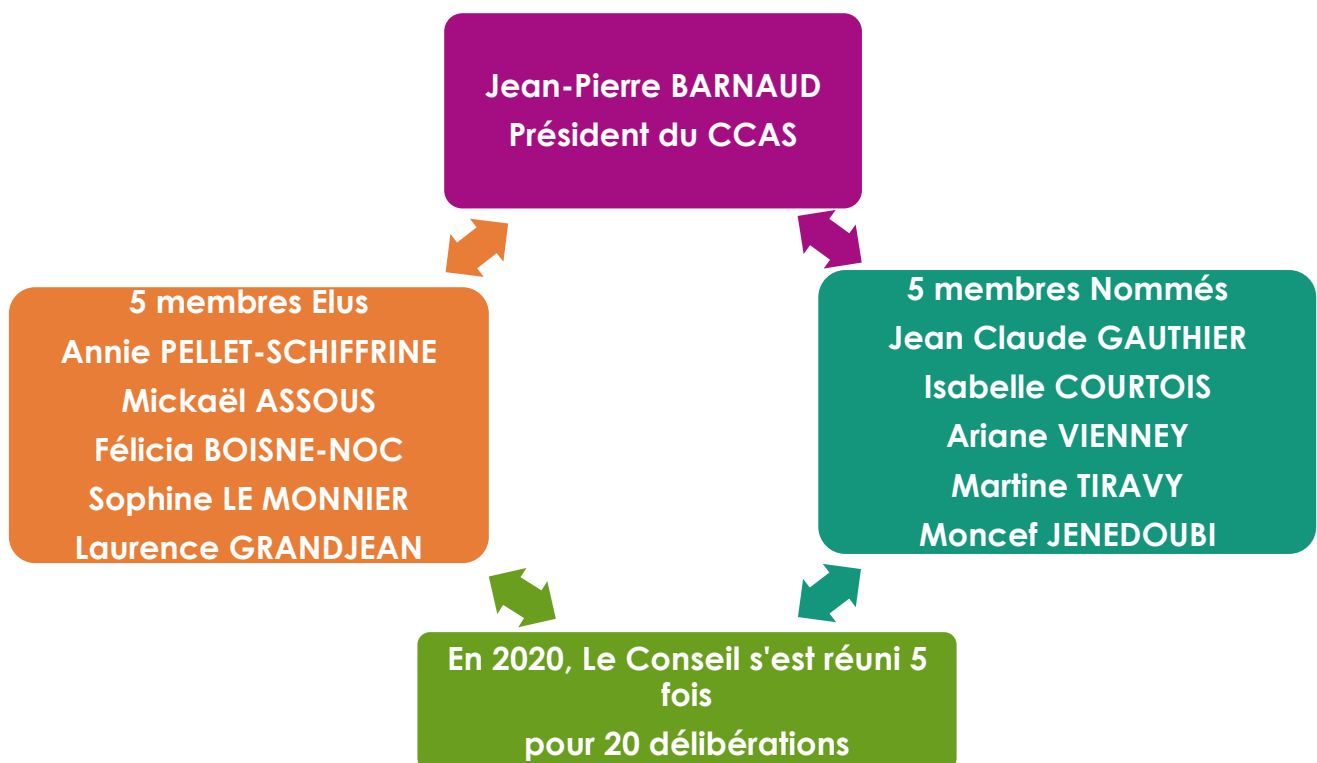 Jean-Pierre BARNAUD
Président du CCAS
5 membres Elus
Annie PELLET-SCHIFFRINE
Mickaël ASSOUS
Félicia BOISNE-NOC
Sophine LE MONNIER
Laurence GRANDJEAN
5 membres Nommés
Jean Claude GAUTHIER
Isabelle COURTOIS
Ariane VIENNEY
Martine TIRAVY
Moncef JENEDOUBI
En 2020, Le Conseil s'est réuni 5
fois
pour 20 délibérations